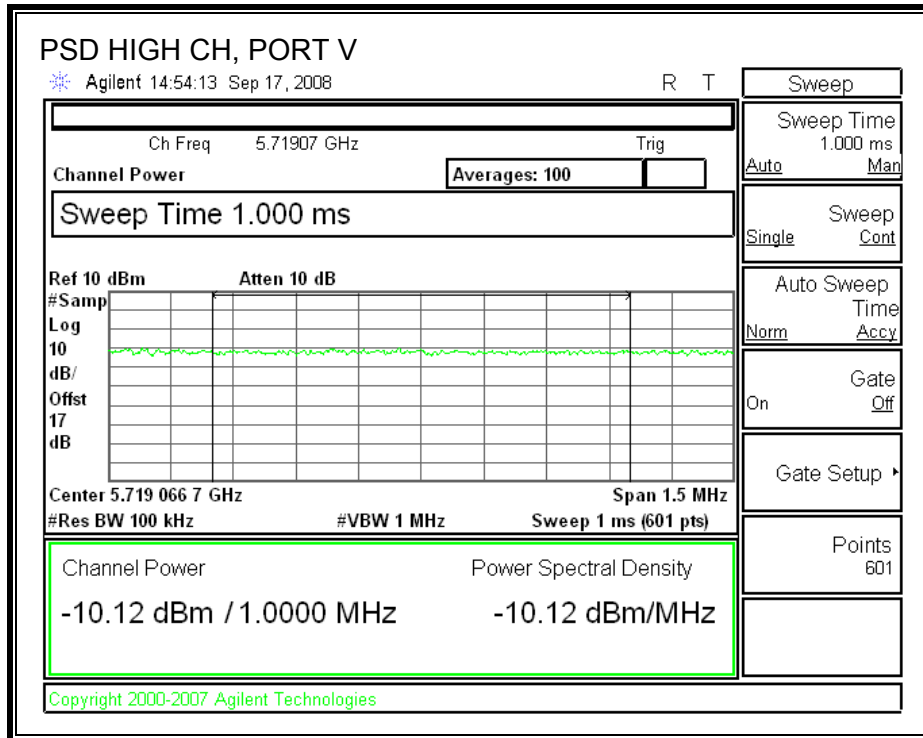 PSD HIGH CH, PORT V
Agilent 14:54:13 Sep 17, 2008 R T
Ch Freq 5.71907 GHz Trig
Channel Power Averages: 100
Sweep Time 1.000 ms
Ref 10 dBm Atten 10 dB
#Samp
Log
10
dB/
Offst
17
dB
Center 5.719 066 7 GHz Span 1.5 MHz
#Res BW 100 kHz #VBW 1 MHz Sweep 1 ms (601 pts)
Channel Power Power Spectral Density
-10.12 dBm / 1.0000 MHz -10.12 dBm/MHz
Copyright 2000-2007 Agilent Technologies
Sweep
Sweep Time
1.000 ms
Auto Man
Sweep
Single Cont
Auto Sweep
Time
Norm Accy
Gate
On Off
Gate Setup
Points
601